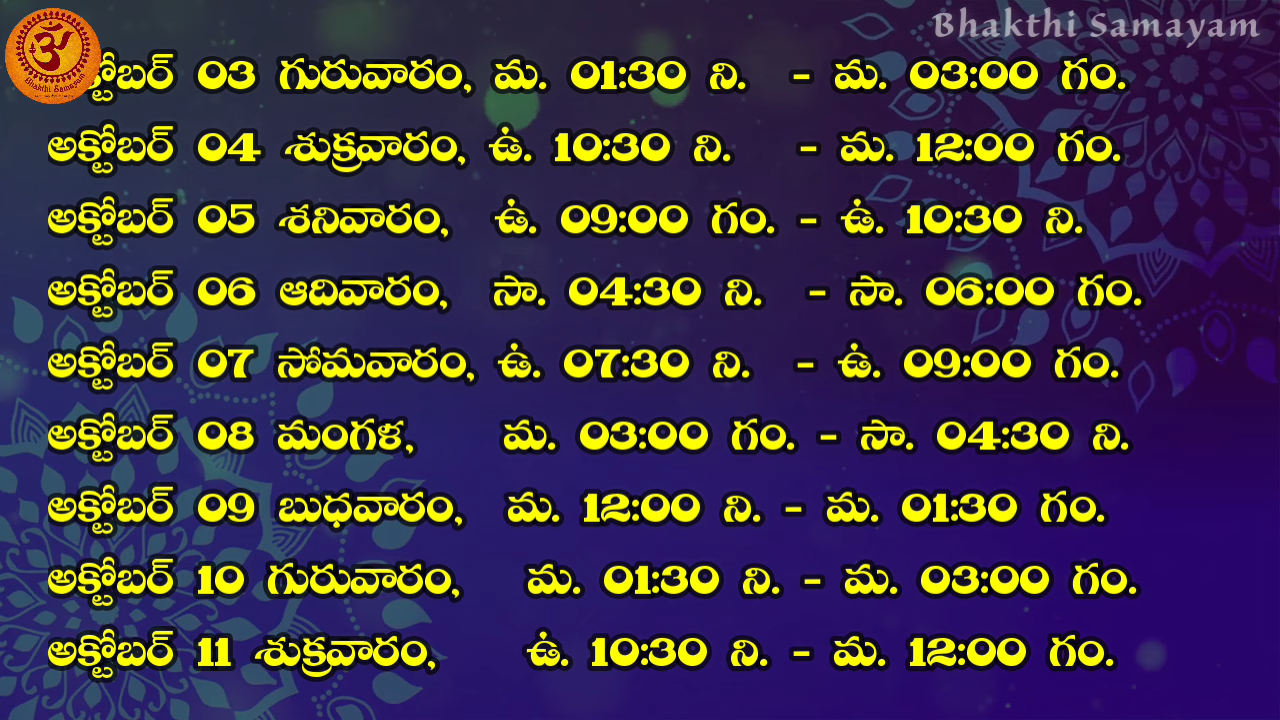 Bhakthi Samayam
క్టోబర్ 03 గురువారం, మ. 01:30 ని. - మ. 03:00 గం.
అక్టోబర్ 04 శుక్రవారం, ఉ. 10:30 ని. - మ. 12:00 గం.
అక్టోబర్ 05 శనివారం, ఉ. 09:00 గం. - ఉ. 10:30 ని.
అక్టోబర్ 06 ఆదివారం, సా. 04:30 ని. - సా. 06:00 గం.
అక్టోబర్ 07 సోమవారం, ఉ. 07:30 ని. - ఉ. 09:00 గం.
అక్టోబర్ 08 మంగళ, మ. 03:00 గం. - సా. 04:30 ని.
అక్టోబర్ 09 బుధవారం, మ. 12:00 ని. - మ. 01:30 గం.
అక్టోబర్ 10 గురువారం, మ. 01:30 ని. - మ. 03:00 గం.
అక్టోబర్ 11 శుక్రవారం, ఉ. 10:30 ని. - మ. 12:00 గం.